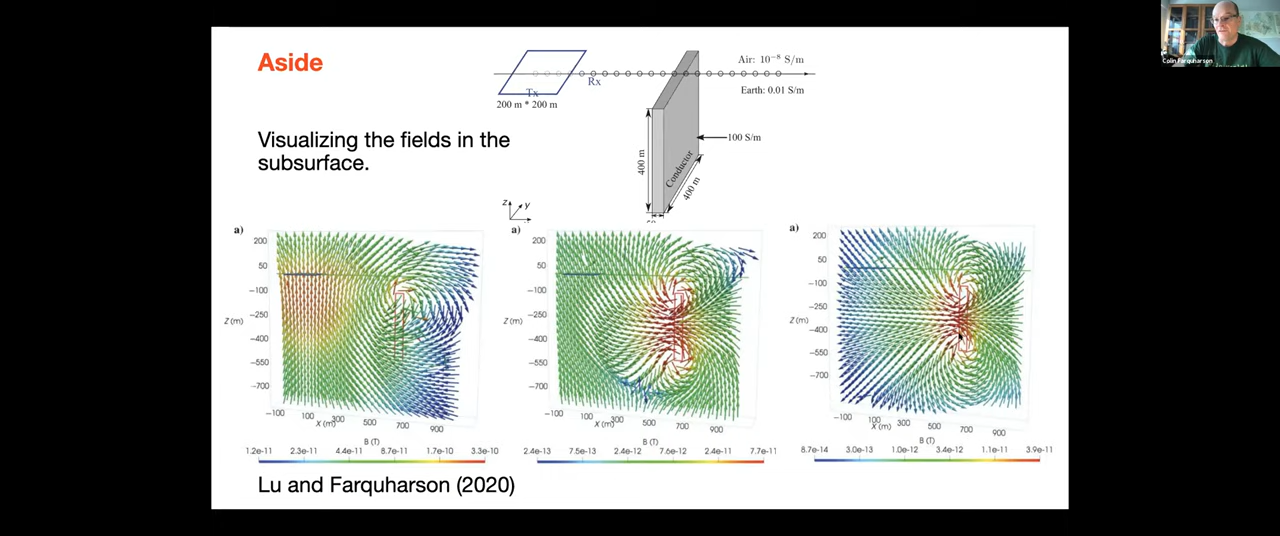 Aside
Visualizing the fields in the
subsurface.
Tx
200 m * 200 m
Rx
Air: 10⁻⁸ S/m
Earth: 0.01 S/m
100 S/m
400 m
Conductor
400 m
z
y
a)
200
50
−100
−250
−400
−550
−700
Z (m)
−100 100 300 500 700 900
X (m)
B (T)
1.2e-11 2.3e-11 4.4e-11 8.7e-11 1.7e-10 3.3e-10
a)
200
50
−100
−250
−400
−550
−700
Z (m)
−100 100 300 500 700 900
X (m)
B (T)
2.4e-13 7.5e-13 2.4e-12 7.6e-12 2.4e-11 7.7e-11
a)
200
50
−100
−250
−400
−550
−700
Z (m)
−100 100 300 500 700 900
X (m)
B (T)
8.7e-14 3.0e-13 1.0e-12 3.4e-12 1.1e-11 3.9e-11
Lu and Farquharson (2020)
Colin Farquharson